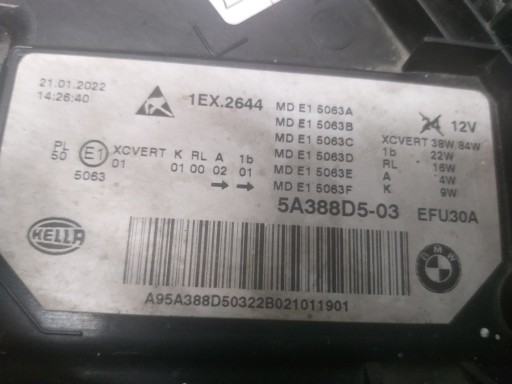 21.01.2022
14:26:40
1EX.2644
MD E1 5063A
MD E1 5063B
MD E1 5063C
MD E1 5063D
MD E1 5063E
MD E1 5063F
12V
XCVERT 38W/84W
1b 22W
RL 16W
A 4W
K 9W
PL
50
E1
5063
XCVERT K RL A 1b
01 01 00 02 01
→ →
5A388D5-03 EFU30A
HELLA
BMW
A95A388D50322B021011901